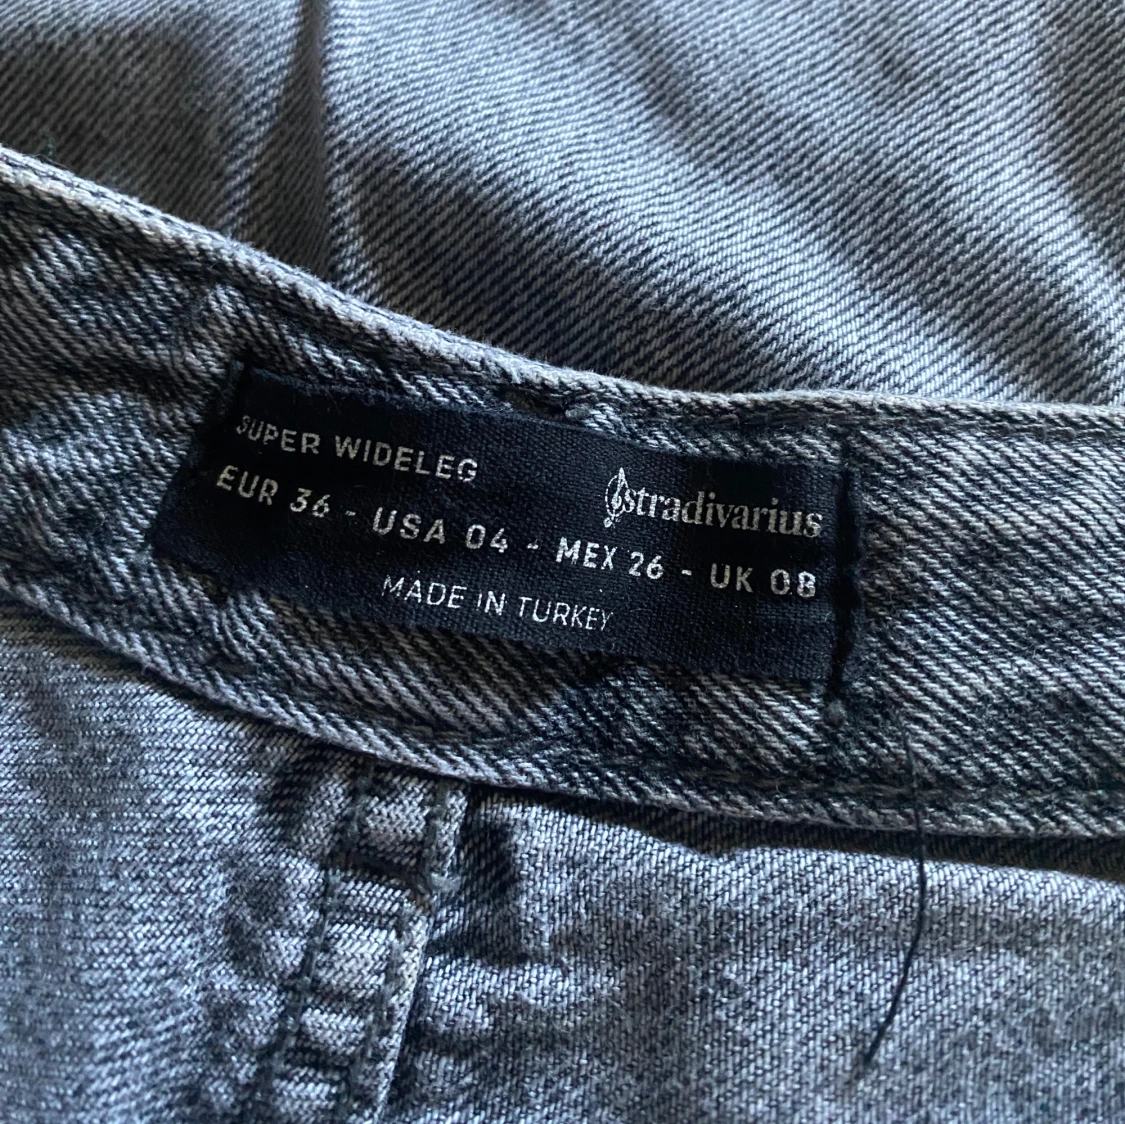 SUPER WIDELEG
stradivarius
EUR 36 - USA 04 - MEX 26 - UK 08
MADE IN TURKEY